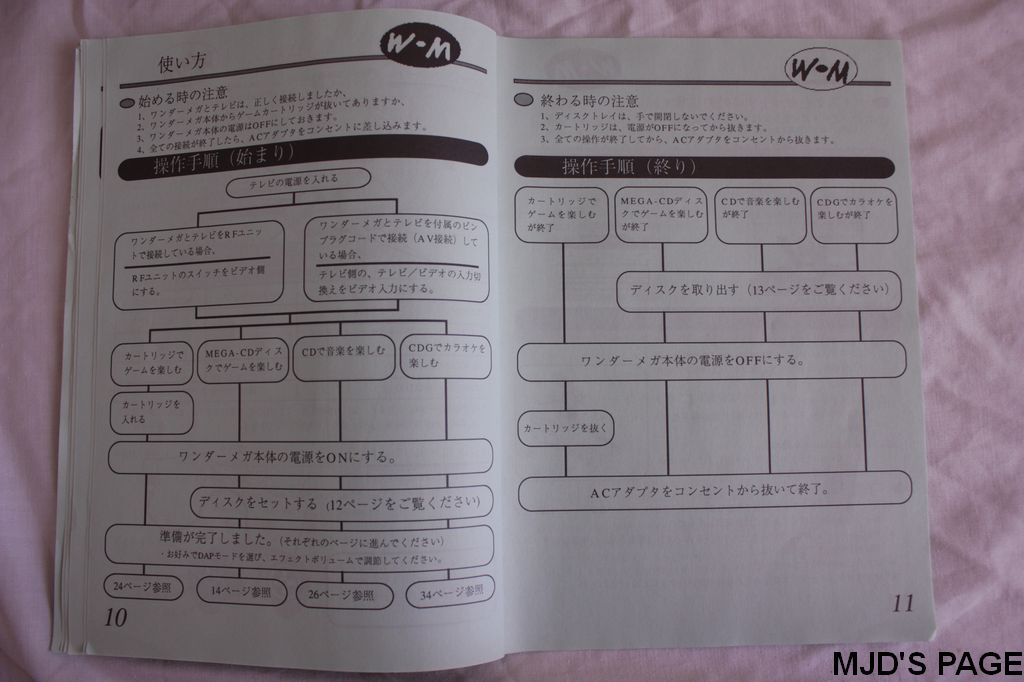 使い方
W・M
始める時の注意
1、ワンダーメガとテレビは、正しく接続しましたか、
2、ワンダーメガ本体からゲームカートリッジが抜いてありますか、
3、ワンダーメガ本体の電源はOFFにしておきます。
4、全ての接続が終了したら、ACアダプタをコンセントに差し込みます。
操作手順（始まり）
テレビの電源を入れる
ワンダーメガとテレビをRFユニッ
トで接続している場合、
RFユニットのスイッチをビデオ側
にする。
ワンダーメガとテレビを付属のピン
プラグコードで接続（AV接続）して
いる場合、
テレビ側の、テレビ／ビデオの入力切
換えをビデオ入力にする。
カートリッジで
ゲームを楽しむ
MEGA-CDディス
クでゲームを楽しむ
CDで音楽を楽しむ
CDGでカラオケを
楽しむ
カートリッジを
入れる
ワンダーメガ本体の電源をONにする。
ディスクをセットする（12ページをご覧ください）
準備が完了しました。（それぞれのページに進んでください）
・お好みでDAPモードを選び、エフェクトボリュームで調節してください。
24ページ参照
14ページ参照
26ページ参照
34ページ参照
10
W・M
終わる時の注意
1、ディスクトレイは、手で開閉しないでください。
2、カートリッジは、電源がOFFになってから抜きます。
3、全ての操作が終了してから、ACアダプタをコンセントから抜きます。
操作手順（終り）
カートリッジで
ゲームを楽しむ
が終了
MEGA-CDディス
クでゲームを楽しむ
が終了
CDで音楽を楽しむ
が終了
CDGでカラオケを
楽しむが終了
ディスクを取り出す（13ページをご覧ください）
ワンダーメガ本体の電源をOFFにする。
カートリッジを抜く
ACアダプタをコンセントから抜いて終了。
11
MJD'S PAGE